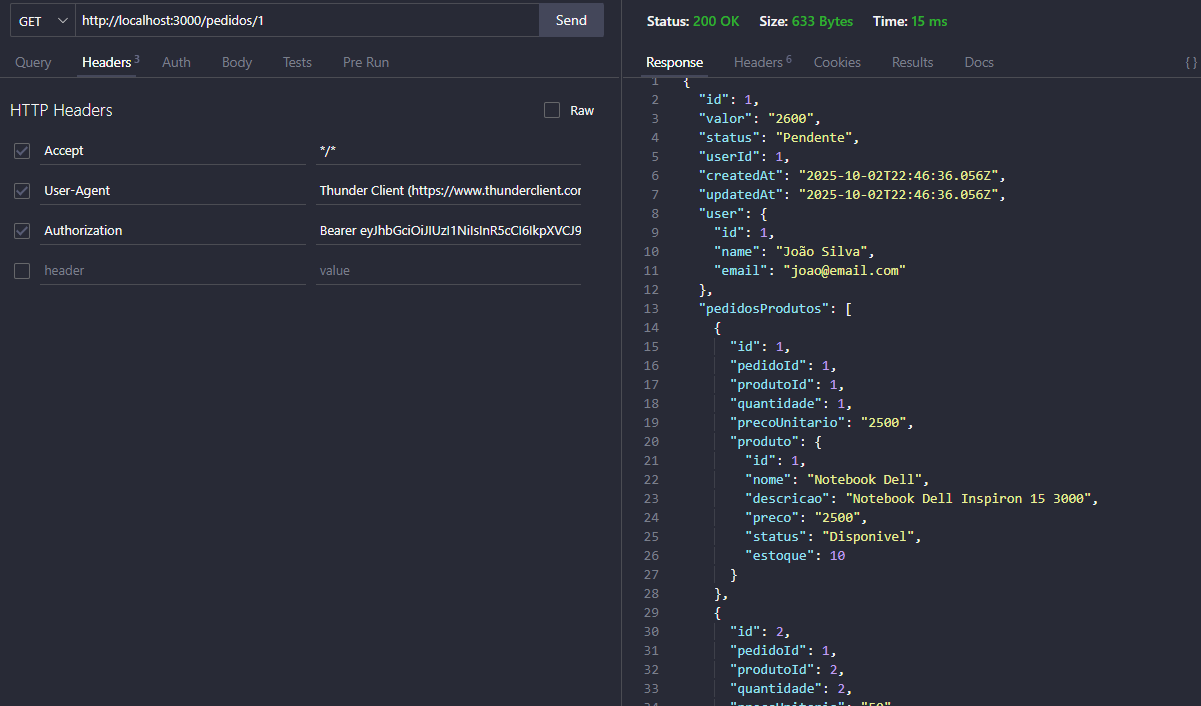 GET http://localhost:3000/pedidos/1 Send
Query Headers 3 Auth Body Tests Pre Run
HTTP Headers Raw
Accept */*
User-Agent Thunder Client (https://www.thunderclient.cor
Authorization Bearer eyJhbGciOiJIUzI1NiIsInR5cCI6IkpXVCJ9
header value
Status: 200 OK Size: 633 Bytes Time: 15 ms
Response Headers 6 Cookies Results Docs {}
1 {
2 "id": 1,
3 "valor": "2600",
4 "status": "Pendente",
5 "userId": 1,
6 "createdAt": "2025-10-02T22:46:36.056Z",
7 "updatedAt": "2025-10-02T22:46:36.056Z",
8 "user": {
9 "id": 1,
10 "name": "João Silva",
11 "email": "joao@email.com"
12 },
13 "pedidosProdutos": [
14 {
15 "id": 1,
16 "pedidoId": 1,
17 "produtoId": 1,
18 "quantidade": 1,
19 "precoUnitario": "2500",
20 "produto": {
21 "id": 1,
22 "nome": "Notebook Dell",
23 "descricao": "Notebook Dell Inspiron 15 3000",
24 "preco": "2500",
25 "status": "Disponivel",
26 "estoque": 10
27 }
28 },
29 {
30 "id": 2,
31 "pedidoId": 1,
32 "produtoId": 2,
33 "quantidade": 2,
34 "precoUnitario": "50"